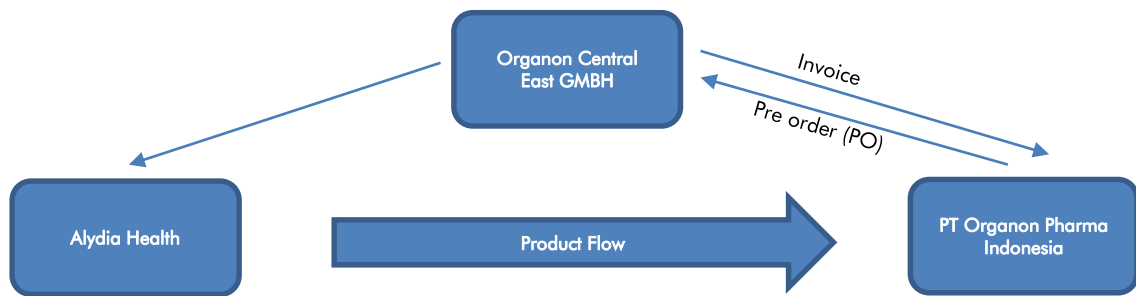 Organon Central
East GMBH
Invoice
Pre order (PO)
Alydia Health
Product Flow
PT Organon Pharma
Indonesia